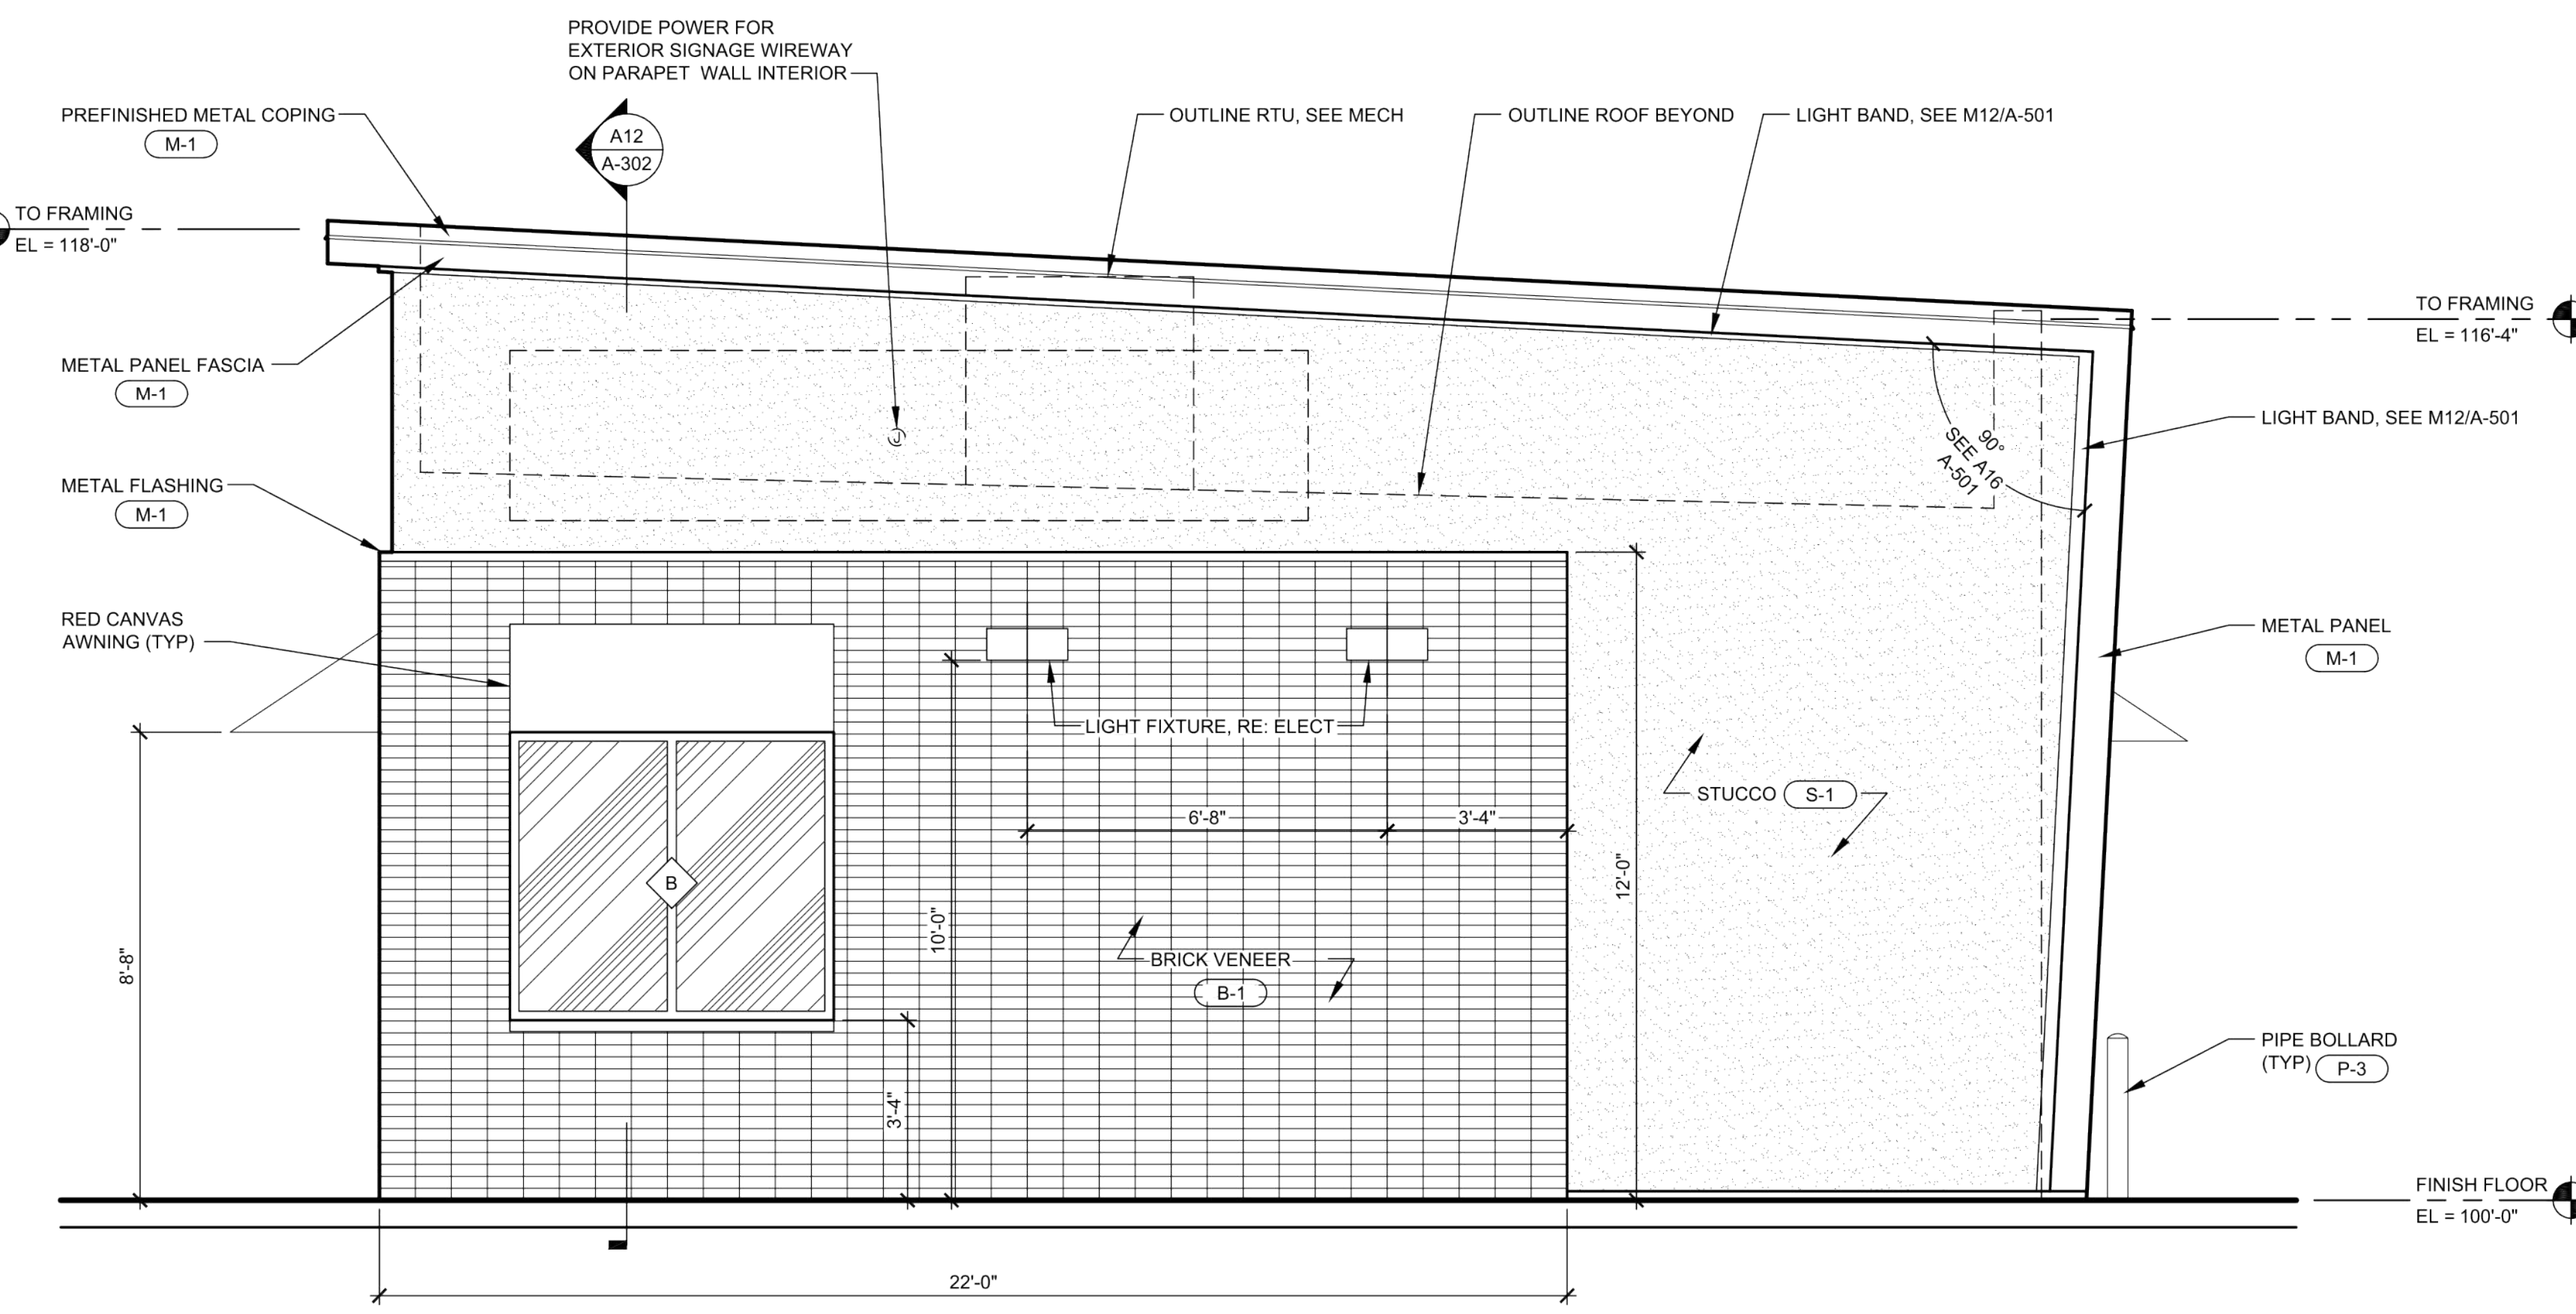 PROVIDE POWER FOR
EXTERIOR SIGNAGE WIREWAY
ON PARAPET WALL INTERIOR
PREFINISHED METAL COPING
M-1
A12
A-302
OUTLINE RTU, SEE MECH
OUTLINE ROOF BEYOND
LIGHT BAND, SEE M12/A-501
TO FRAMING
EL = 118'-0"
TO FRAMING
EL = 116'-4"
METAL PANEL FASCIA
M-1
J
90°
SEE A16
A-501
LIGHT BAND, SEE M12/A-501
METAL FLASHING
M-1
RED CANVAS
AWNING (TYP)
METAL PANEL
M-1
LIGHT FIXTURE, RE: ELECT
STUCCO S-1
6'-8"
3'-4"
12'-0"
B
10'-0"
8'-8"
BRICK VENEER
B-1
3'-4"
PIPE BOLLARD
(TYP) P-3
FINISH FLOOR
EL = 100'-0"
22'-0"